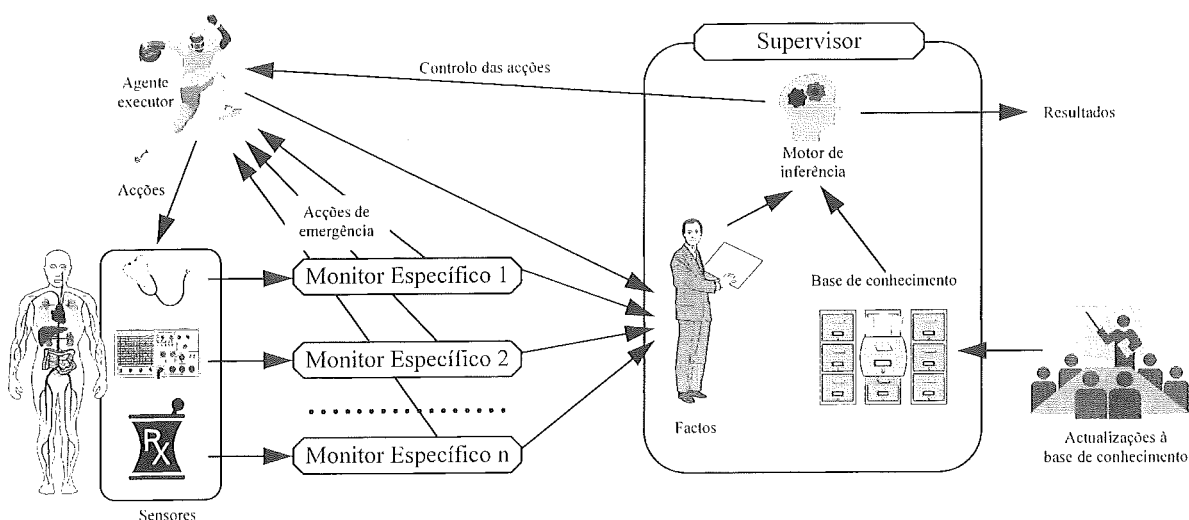 Supervisor
Controlo das acções
Agente
executor
Resultados
Motor de
inferência
Acções
Acções de
emergência
Monitor Específico 1
Base de conhecimento
Monitor Específico 2
Rx
Factos
Monitor Específico n
Actualizações à
base de conhecimento
Sensores